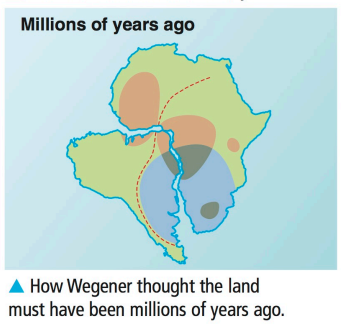 Millions of years ago
▲ How Wegener thought the land
must have been millions of years ago.